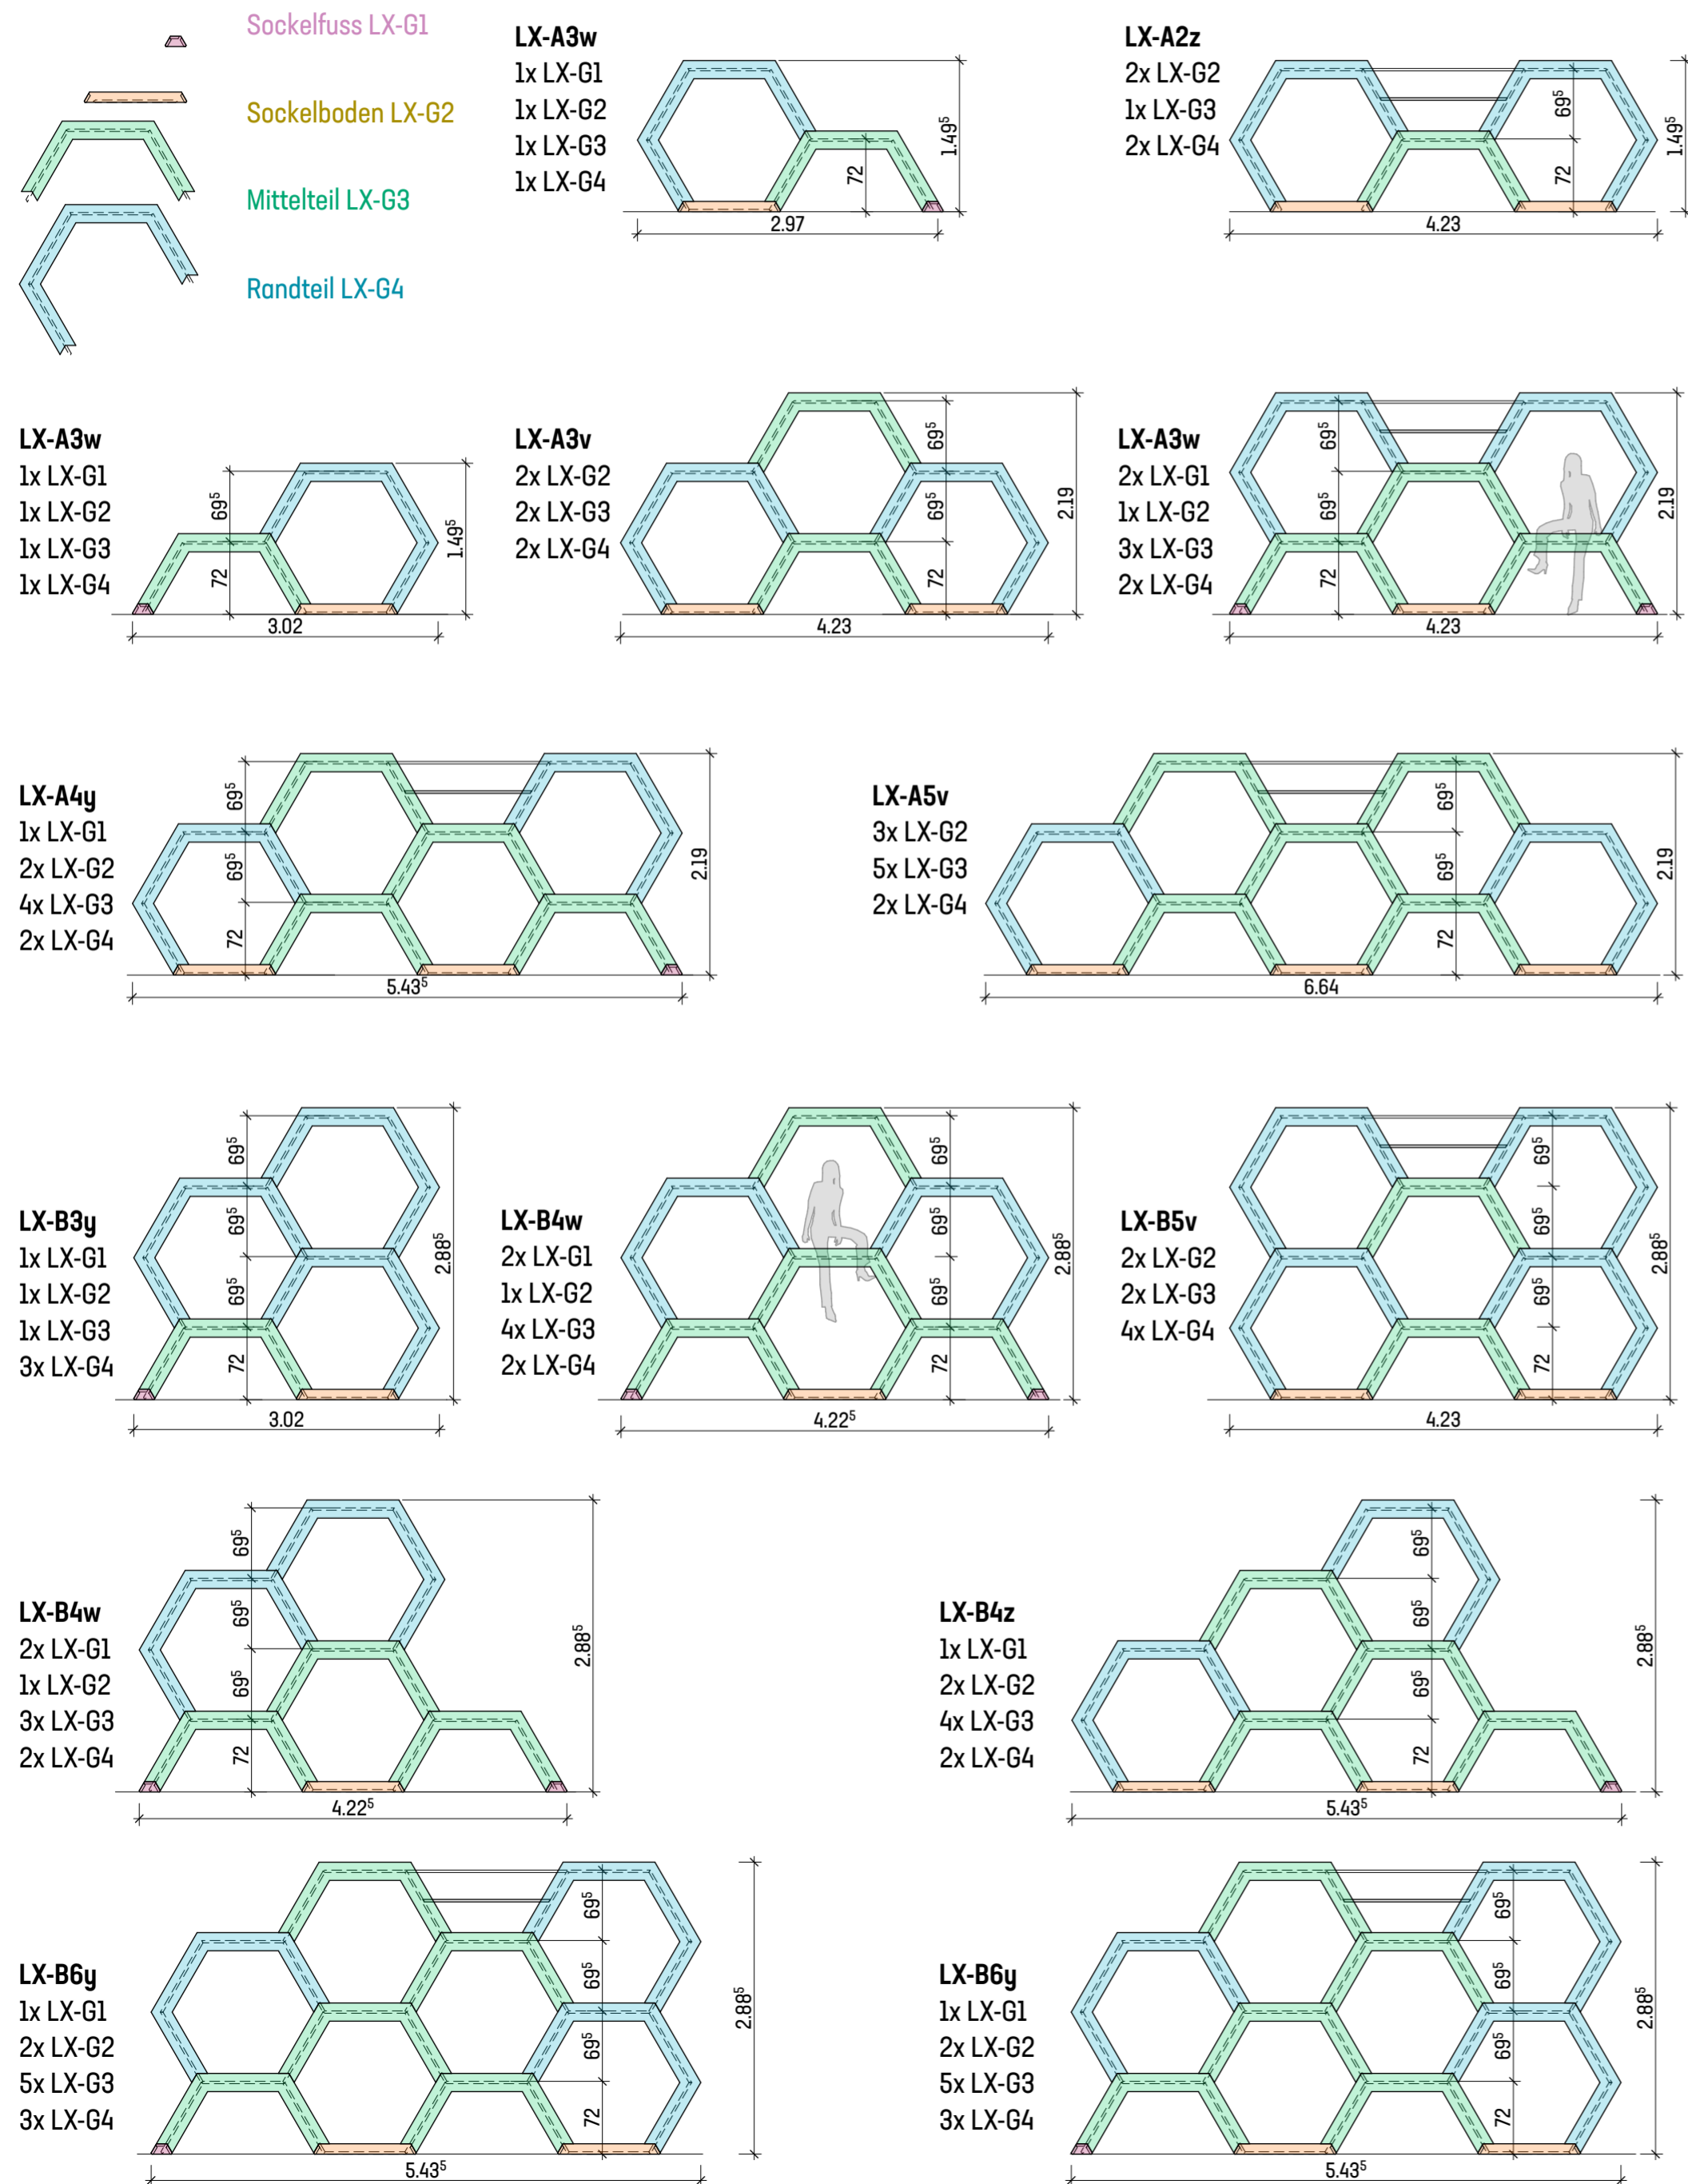 Sockelfuss LX-G1
Sockelboden LX-G2
Mittelteil LX-G3
Randteil LX-G4
LX-A3w
1x LX-G1
1x LX-G2
1x LX-G3
1x LX-G4
72
1.49⁵
2.97
LX-A2z
2x LX-G2
1x LX-G3
2x LX-G4
69⁵
72
1.49⁵
4.23
LX-A3w
1x LX-G1
1x LX-G2
1x LX-G3
1x LX-G4
69⁵
72
1.49⁵
3.02
LX-A3v
2x LX-G2
2x LX-G3
2x LX-G4
69⁵
69⁵
72
2.19
4.23
LX-A3w
2x LX-G1
1x LX-G2
3x LX-G3
2x LX-G4
69⁵
69⁵
72
2.19
4.23
LX-A4y
1x LX-G1
2x LX-G2
4x LX-G3
2x LX-G4
69⁵
69⁵
72
2.19
5.43⁵
LX-A5v
3x LX-G2
5x LX-G3
2x LX-G4
69⁵
69⁵
72
2.19
6.64
LX-B3y
1x LX-G1
1x LX-G2
1x LX-G3
3x LX-G4
69⁵
69⁵
69⁵
72
2.88⁵
3.02
LX-B4w
2x LX-G1
1x LX-G2
4x LX-G3
2x LX-G4
69⁵
69⁵
69⁵
72
2.88⁵
4.22⁵
LX-B5v
2x LX-G2
2x LX-G3
4x LX-G4
69⁵
69⁵
69⁵
72
2.88⁵
4.23
LX-B4w
2x LX-G1
1x LX-G2
3x LX-G3
2x LX-G4
69⁵
69⁵
69⁵
72
2.88⁵
4.22⁵
LX-B4z
1x LX-G1
2x LX-G2
4x LX-G3
2x LX-G4
69⁵
69⁵
69⁵
72
2.88⁵
5.43⁵
LX-B6y
1x LX-G1
2x LX-G2
5x LX-G3
3x LX-G4
69⁵
69⁵
69⁵
72
2.88⁵
5.43⁵
LX-B6y
1x LX-G1
2x LX-G2
5x LX-G3
3x LX-G4
69⁵
69⁵
69⁵
72
2.88⁵
5.43⁵